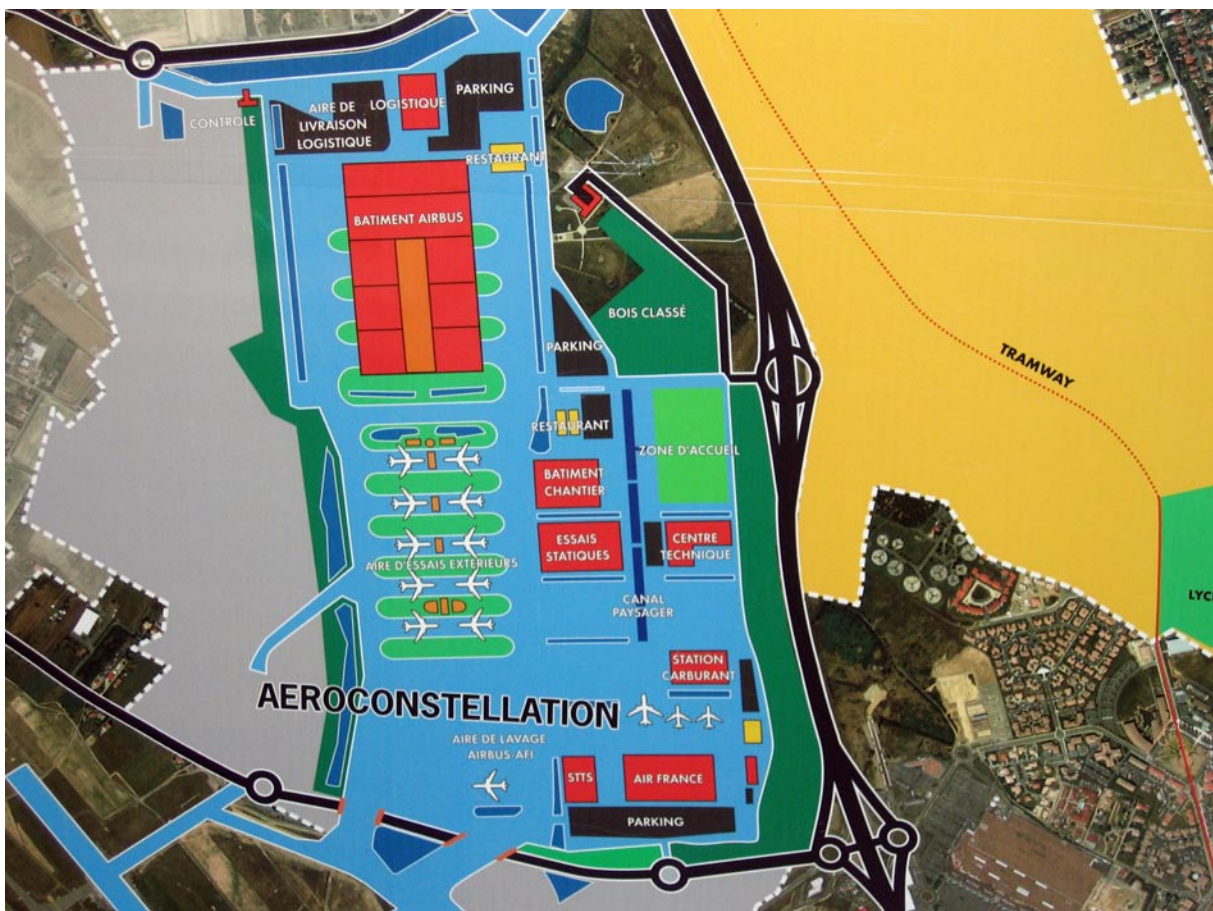 CONTROLE
AIRE DE
LIVRAISON
LOGISTIQUE
LOGISTIQUE
PARKING
RESTAURANT
BATIMENT AIRBUS
BOIS CLASSÉ
PARKING
TRAMWAY
RESTAURANT
ZONE D'ACCUEIL
BATIMENT
CHANTIER
ESSAIS
STATIQUES
CENTRE
TECHNIQUE
AIRE D'ESSAIS EXTERIEURS
CANAL
PAYSAGER
LYC
STATION
CARBURANT
AEROCONSTELLATION
AIRE DE LAVAGE
AIRBUS-AFI
STTS
AIR FRANCE
PARKING